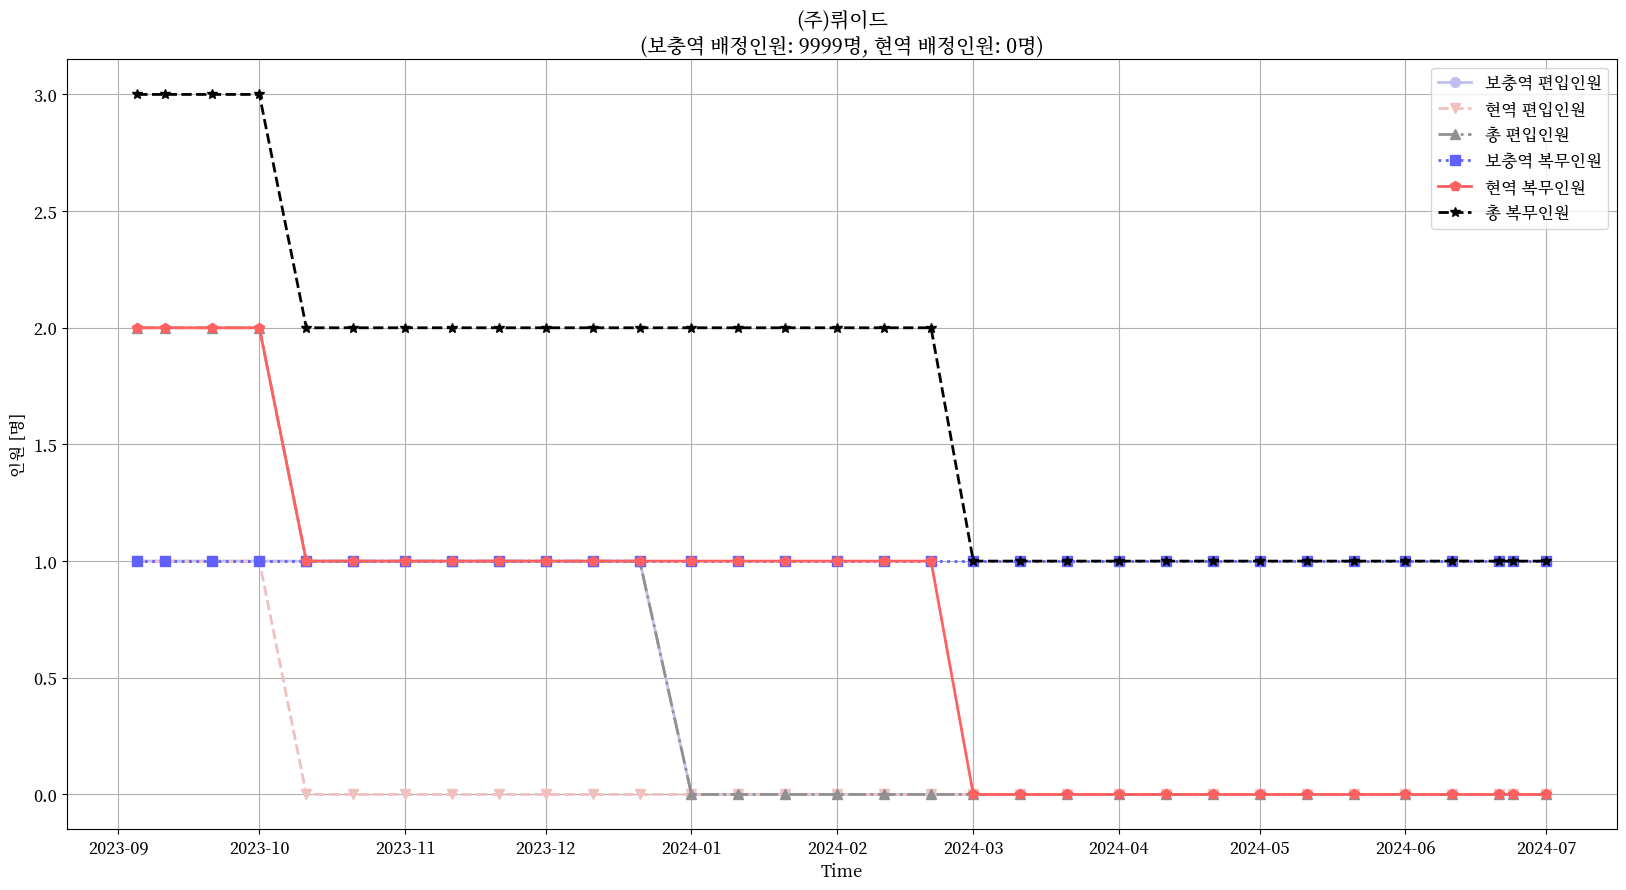 (주)뤼이드
(보충역 배정인원: 9999명, 현역 배정인원: 0명)
보충역 편입인원
현역 편입인원
총 편입인원
보충역 복무인원
현역 복무인원
총 복무인원
인원 [명]
3.0
2.5
2.0
1.5
1.0
0.5
0.0
2023-09
2023-10
2023-11
2023-12
2024-01
2024-02
2024-03
2024-04
2024-05
2024-06
2024-07
Time